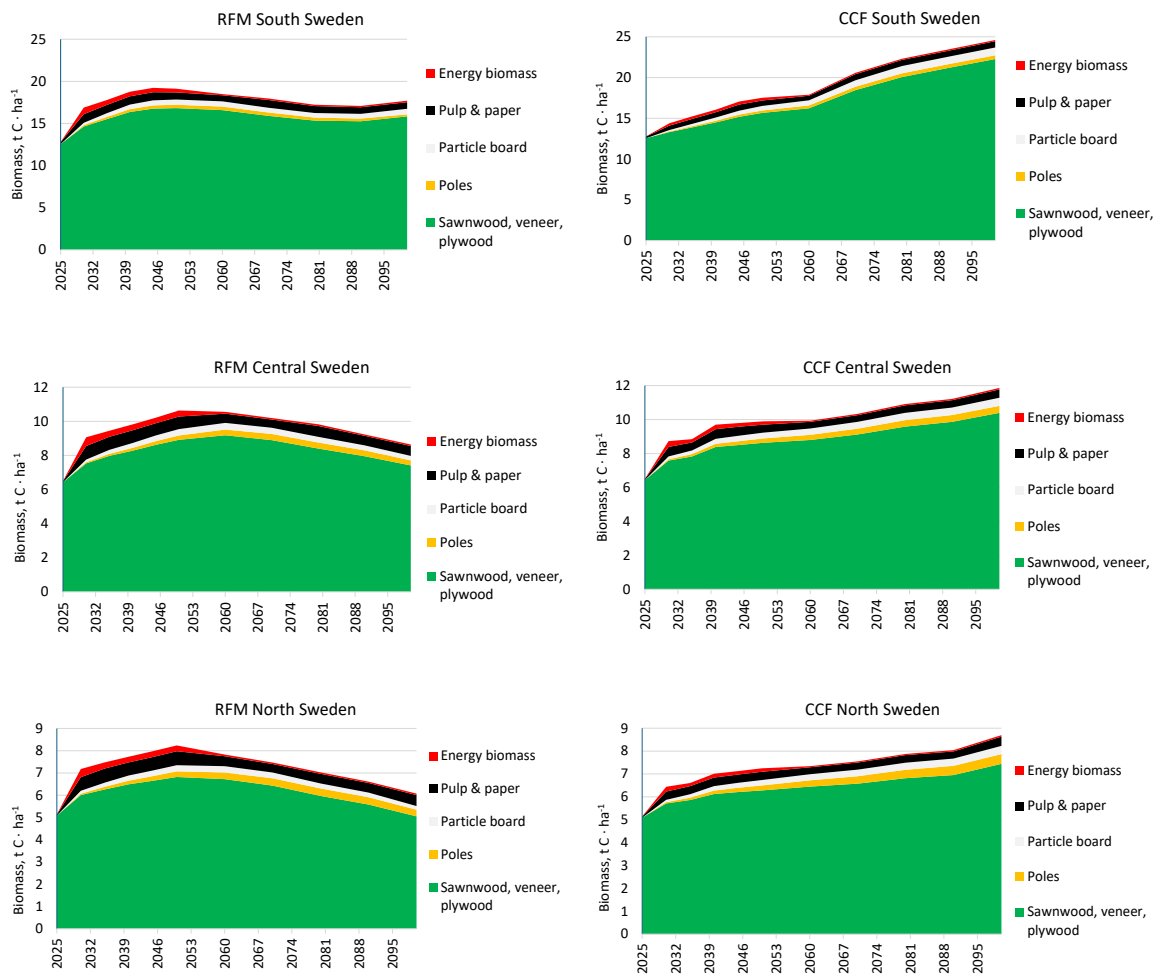 RFM South Sweden
Biomass, t C · ha⁻¹
25
20
15
10
5
0
2025
2032
2039
2046
2053
2060
2067
2074
2081
2088
2095
Energy biomass
Pulp & paper
Particle board
Poles
Sawnwood, veneer,
plywood
CCF South Sweden
Biomass, t C · ha⁻¹
25
20
15
10
5
0
2025
2032
2039
2046
2053
2060
2067
2074
2081
2088
2095
Energy biomass
Pulp & paper
Particle board
Poles
Sawnwood, veneer,
plywood
RFM Central Sweden
Biomass, t C · ha⁻¹
12
10
8
6
4
2
0
2025
2032
2039
2046
2053
2060
2067
2074
2081
2088
2095
Energy biomass
Pulp & paper
Particle board
Poles
Sawnwood, veneer,
plywood
CCF Central Sweden
Biomass, t C · ha⁻¹
12
10
8
6
4
2
0
2025
2032
2039
2046
2053
2060
2067
2074
2081
2088
2095
Energy biomass
Pulp & paper
Particle board
Poles
Sawnwood, veneer,
plywood
RFM North Sweden
Biomass, t C · ha⁻¹
9
8
7
6
5
4
3
2
1
0
2025
2032
2039
2046
2053
2060
2067
2074
2081
2088
2095
Energy biomass
Pulp & paper
Particle board
Poles
Sawnwood, veneer,
plywood
CCF North Sweden
Biomass, t C · ha⁻¹
9
8
7
6
5
4
3
2
1
0
2025
2032
2039
2046
2053
2060
2067
2074
2081
2088
2095
Energy biomass
Pulp & paper
Particle board
Poles
Sawnwood, veneer,
plywood